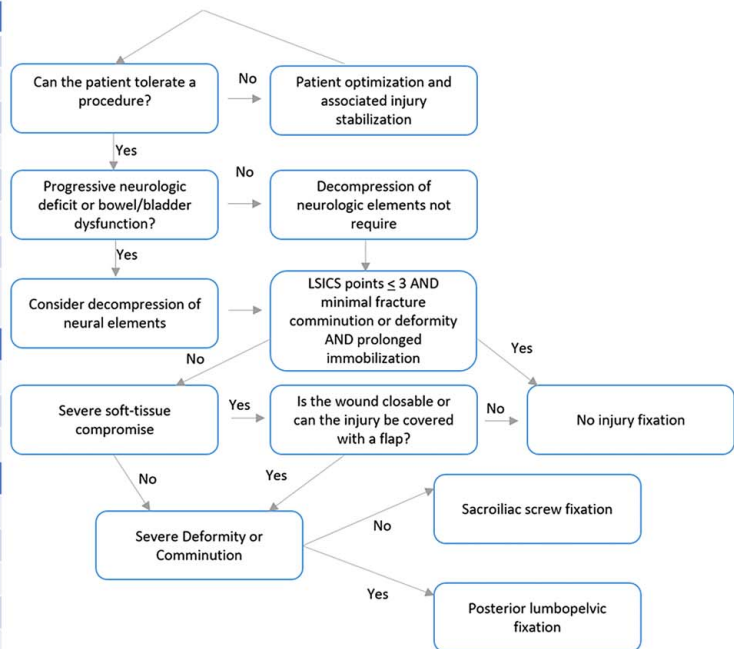 Can the patient tolerate a
procedure?
No
Patient optimization and
associated injury
stabilization
Yes
Progressive neurologic
deficit or bowel/bladder
dysfunction?
No
Decompression of
neurologic elements not
require
Yes
Consider decompression of
neural elements
LSICS points ≤ 3 AND
minimal fracture
comminution or deformity
AND prolonged
immobilization
No
Yes
Severe soft-tissue
compromise
Yes
Is the wound closable or
can the injury be covered
with a flap?
No
No injury fixation
No
Yes
Severe Deformity or
Comminution
No
Sacroiliac screw fixation
Yes
Posterior lumbopelvic
fixation